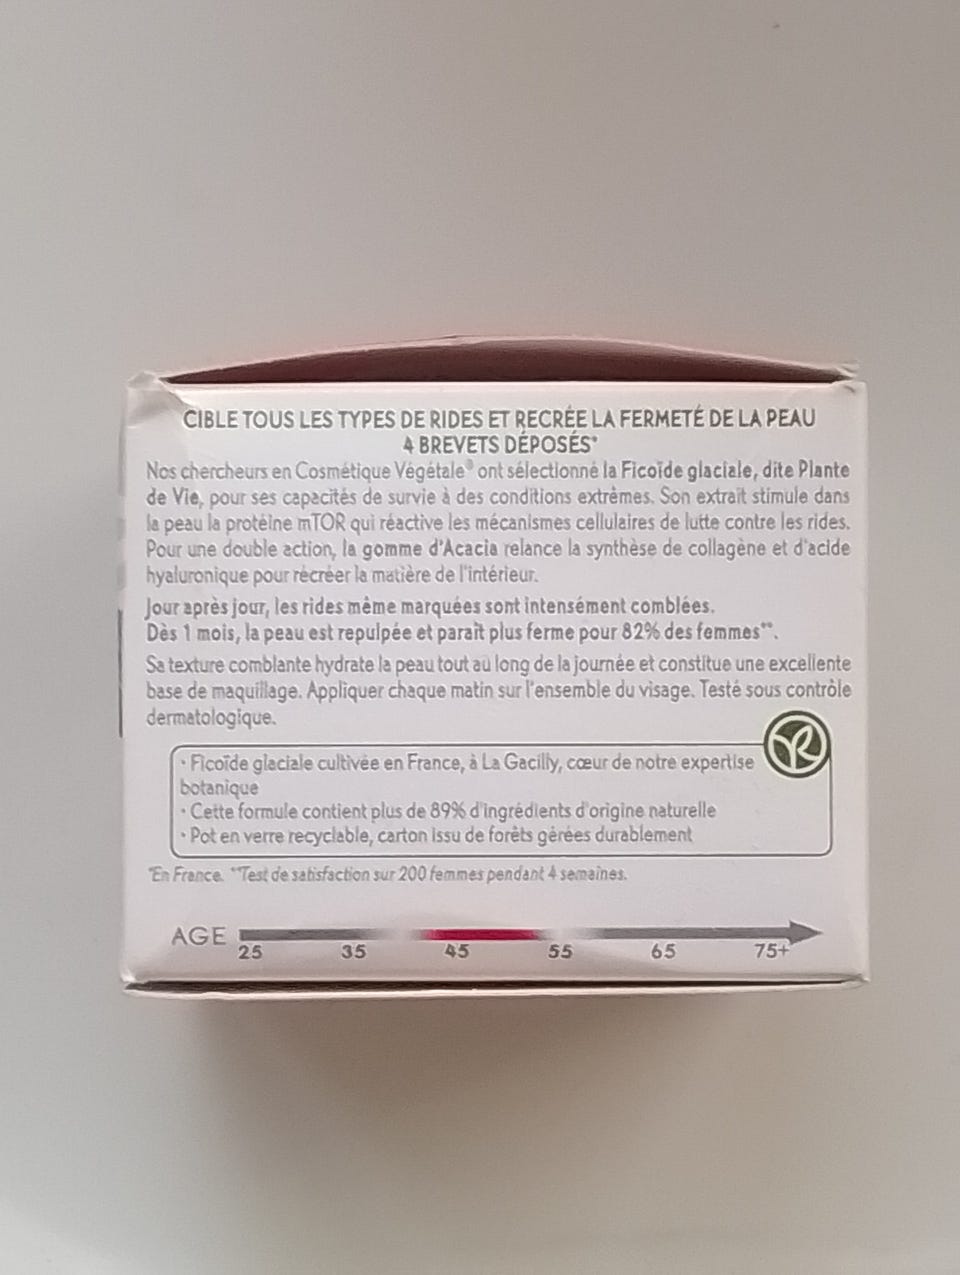 CIBLE TOUS LES TYPES DE RIDES ET RECRÉE LA FERMETÉ DE LA PEAU
4 BREVETS DÉPOSÉS*
Nos chercheurs en Cosmétique Végétale® ont sélectionné la Ficoïde glaciale, dite Plante
de Vie, pour ses capacités de survie à des conditions extrêmes. Son extrait stimule dans
la peau la protéine mTOR qui réactive les mécanismes cellulaires de lutte contre les rides.
Pour une double action, la gomme d'Acacia relance la synthèse de collagène et d'acide
hyaluronique pour récréer la matière de l'intérieur.
Jour après jour, les rides même marquées sont intensément comblées.
Dès 1 mois, la peau est repulpée et paraît plus ferme pour 82% des femmes**.
Sa texture comblante hydrate la peau tout au long de la journée et constitue une excellente
base de maquillage. Appliquer chaque matin sur l'ensemble du visage. Testé sous contrôle
dermatologique.
• Ficoïde glaciale cultivée en France, à La Gacilly, cœur de notre expertise
botanique
• Cette formule contient plus de 89% d'ingrédients d'origine naturelle
• Pot en verre recyclable, carton issu de forêts gérées durablement
*En France. **Test de satisfaction sur 200 femmes pendant 4 semaines.
AGE 25 35 45 55 65 75+